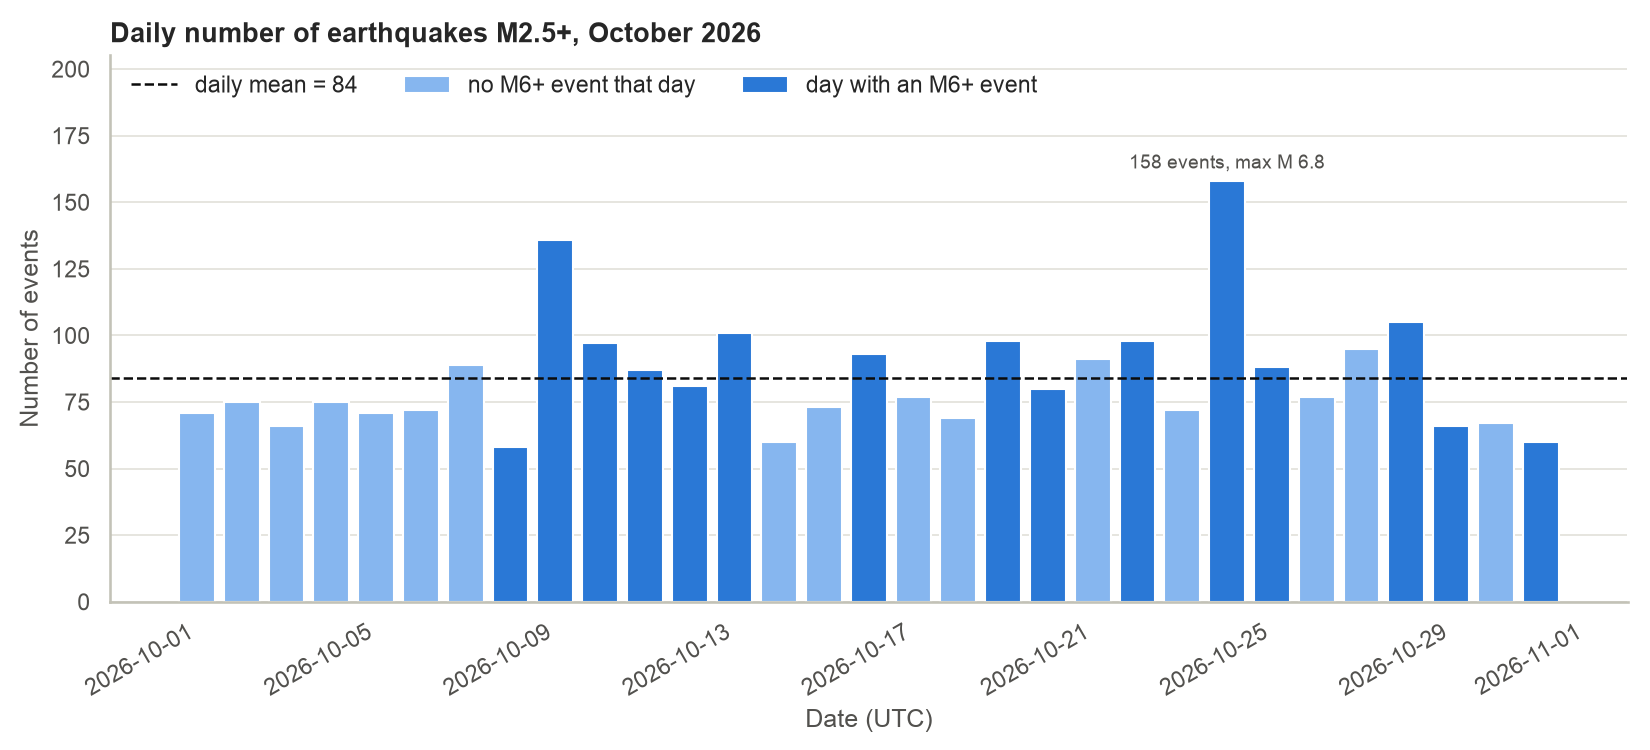 Daily number of earthquakes M2.5+, October 2026
daily mean = 84
no M6+ event that day
day with an M6+ event
158 events, max M 6.8
Number of events
200
175
150
125
100
75
50
25
0
2026-10-01
2026-10-05
2026-10-09
2026-10-13
2026-10-17
2026-10-21
2026-10-25
2026-10-29
2026-11-01
Date (UTC)